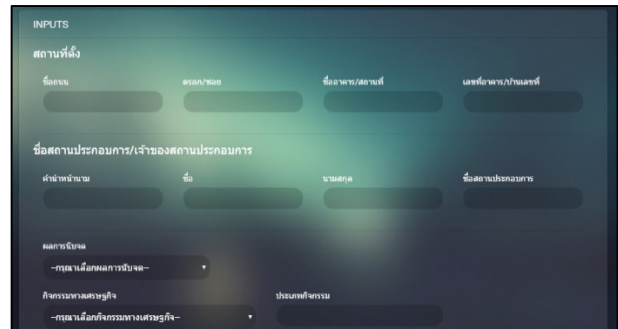 INPUTS
สถานที่ตั้ง
ชื่อถนน ตรอก/ซอย ชื่ออาคาร/สถานที่ เลขที่อาคาร/บ้านเลขที่
ชื่อสถานประกอบการ/เจ้าของสถานประกอบการ
คำนำหน้านาม ชื่อ นามสกุล ชื่อสถานประกอบการ
ผลการนับจด
--กรุณาเลือกผลการนับจด--
กิจกรรมทางเศรษฐกิจ ประเภทกิจกรรม
--กรุณาเลือกกิจกรรมทางเศรษฐกิจ--